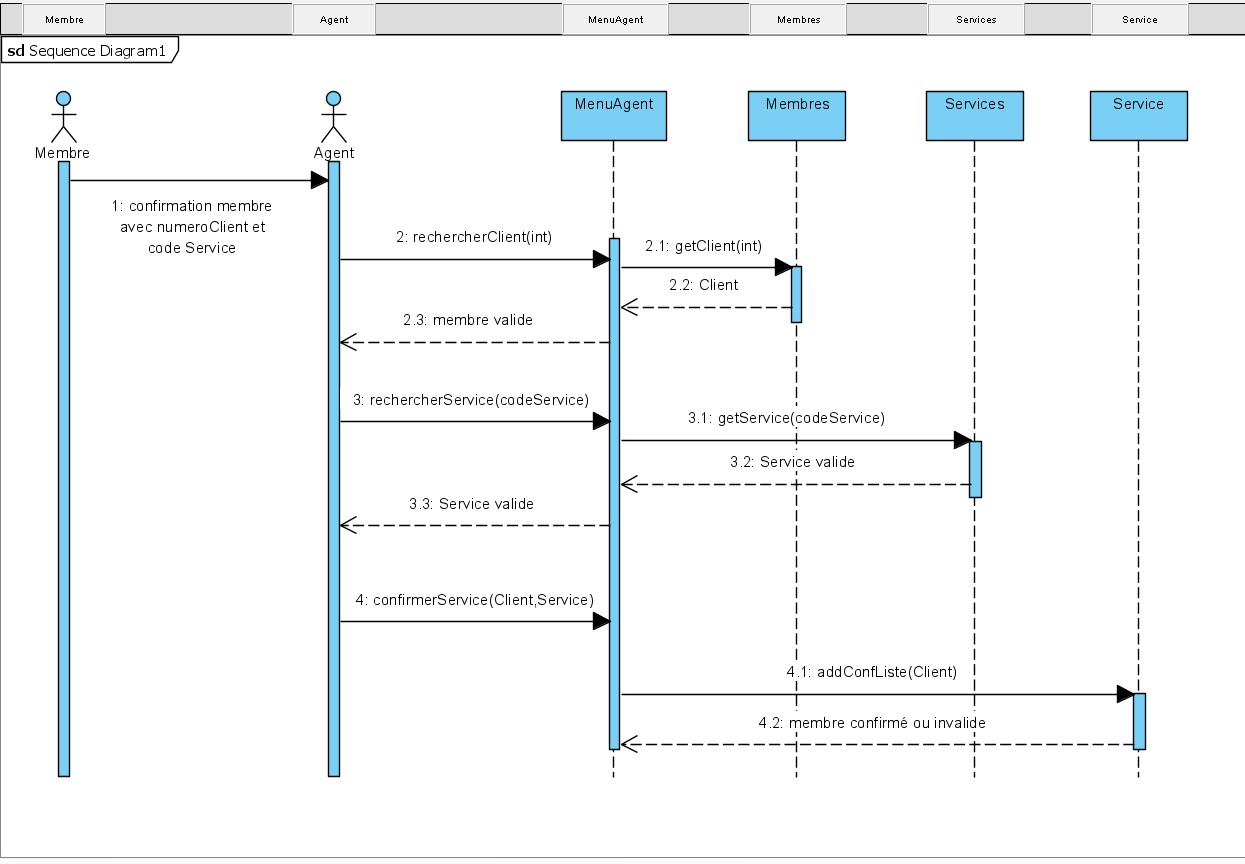 Membre
Agent
MenuAgent
Membres
Services
Service
sd Sequence Diagram1
MenuAgent
Membres
Services
Service
Membre
Agent
1: confirmation membre
avec numeroClient et
code Service
2: rechercherClient(int)
2.1: getClient(int)
2.2: Client
2.3: membre valide
3: rechercherService(codeService)
3.1: getService(codeService)
3.2: Service valide
3.3: Service valide
4: confirmerService(Client,Service)
4.1: addConfListe(Client)
4.2: membre confirmé ou invalide